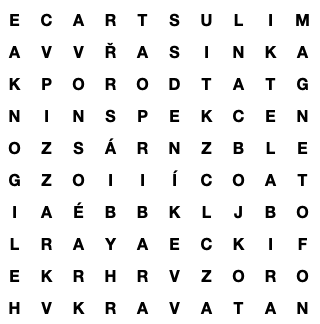 E C A R T S U L I M
A V V Ř A S I N K A
K P O R O D T A T G
N I N S P E K C E N
O Z S Á R N Z B L E
G Z O I I Í C O A T
I A É B B K L J B O
L R A Y A E C K I F
E K R H R V Z O R O
H V K R A V A T A N